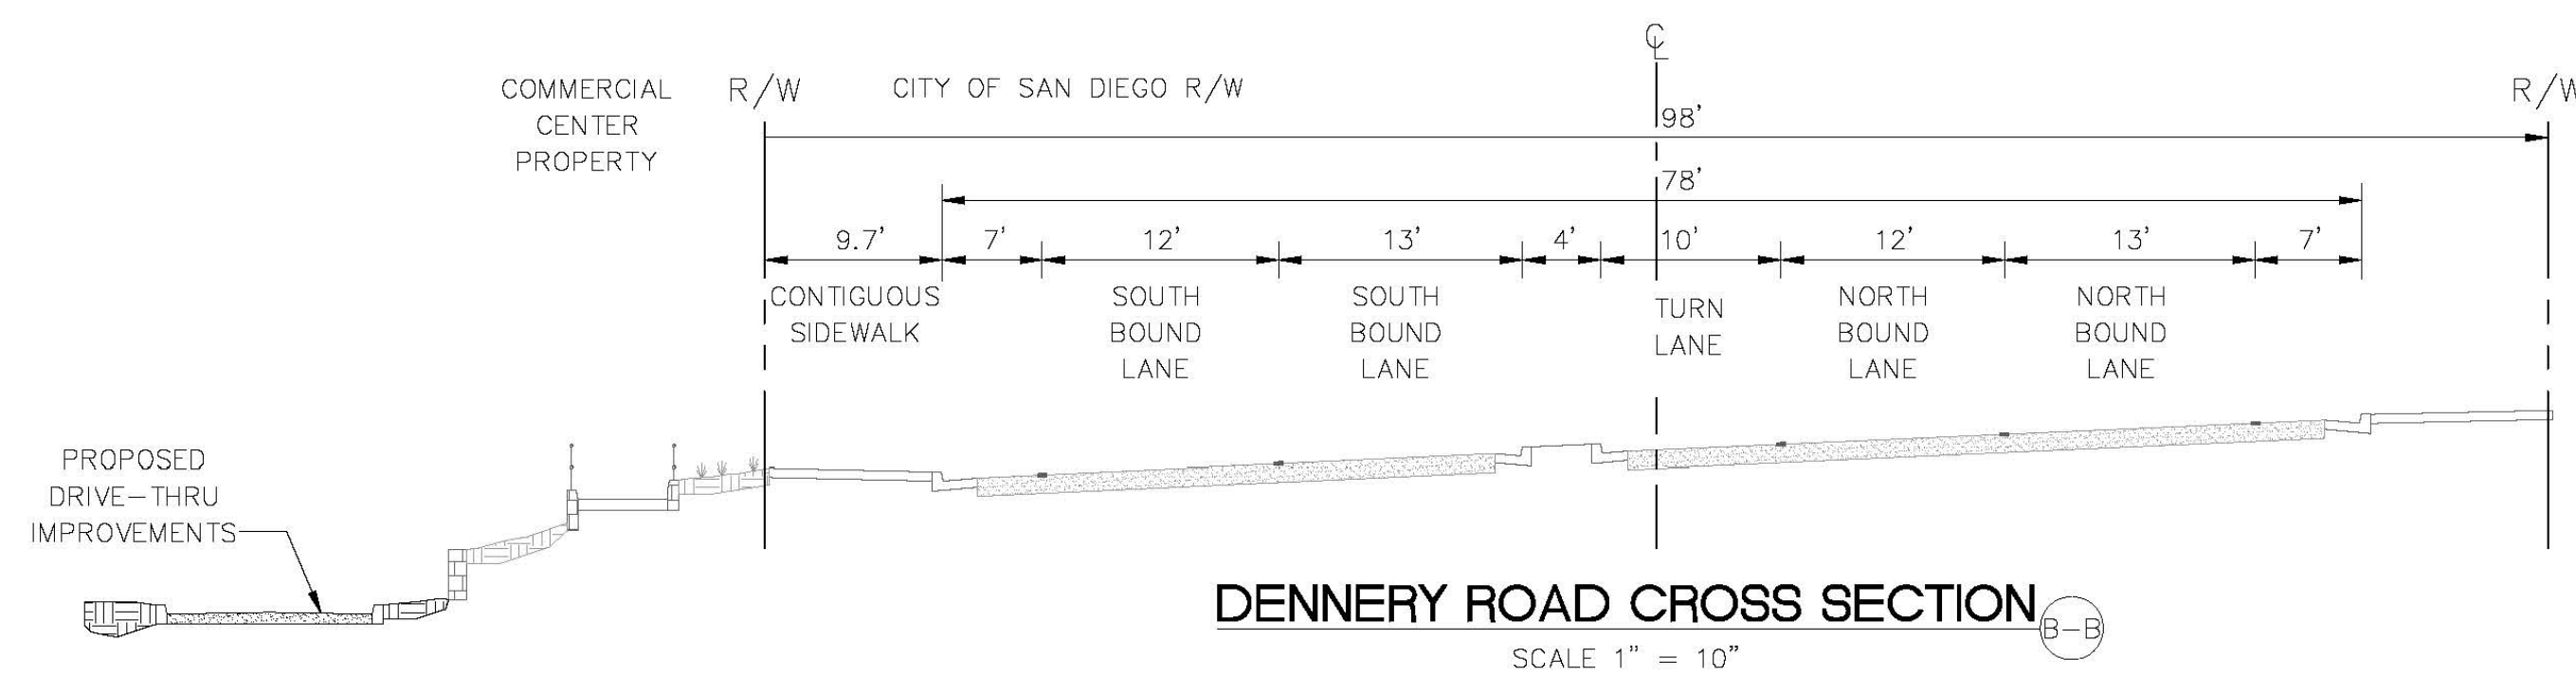 COMMERCIAL
CENTER
PROPERTY
R/W
CITY OF SAN DIEGO R/W
℄
R/W
98'
78'
9.7'
7'
12'
13'
4'
10'
12'
13'
7'
CONTIGUOUS
SIDEWALK
SOUTH
BOUND
LANE
SOUTH
BOUND
LANE
TURN
LANE
NORTH
BOUND
LANE
NORTH
BOUND
LANE
PROPOSED
DRIVE-THRU
IMPROVEMENTS
DENNERY ROAD CROSS SECTION
B-B
SCALE 1" = 10"